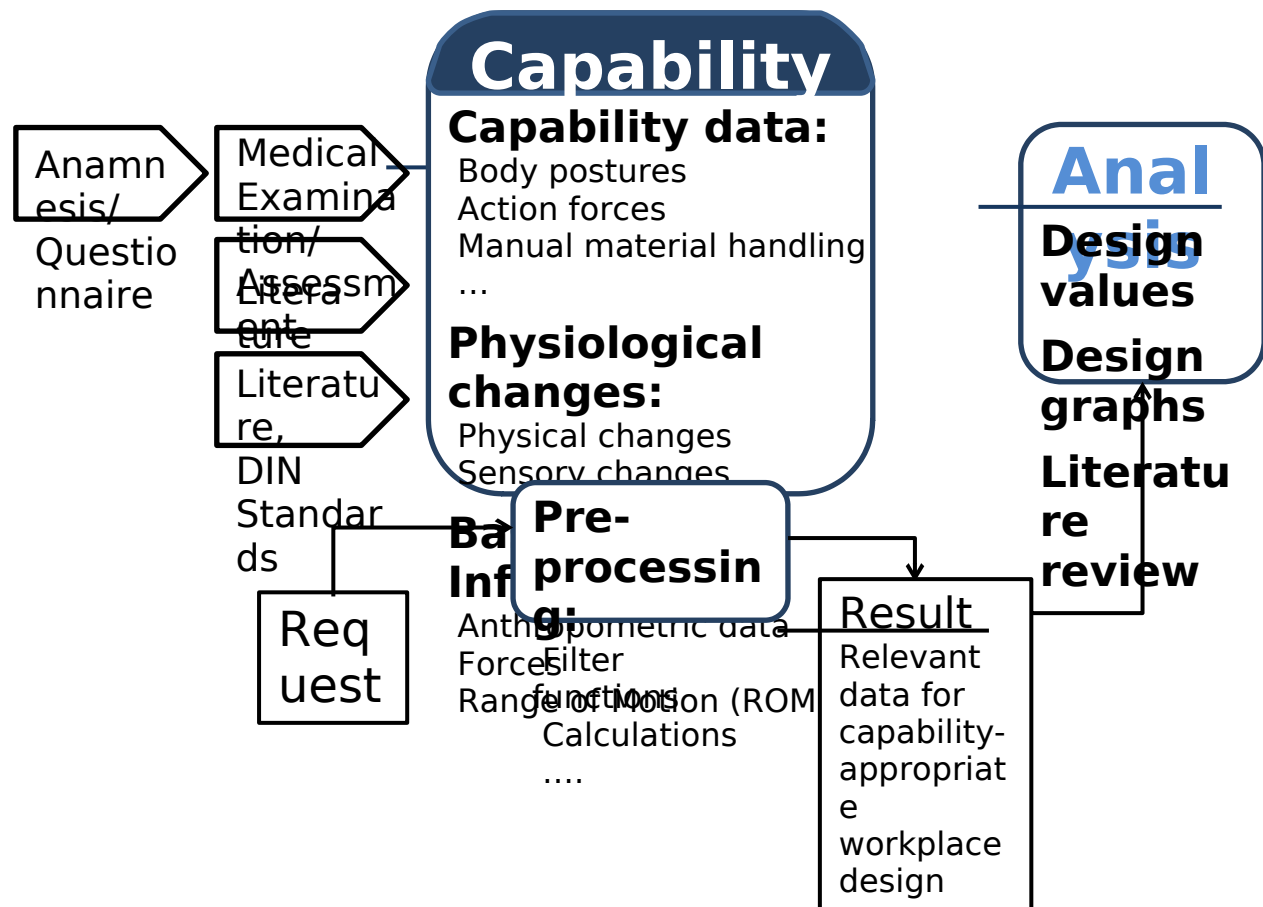 Capability
Capability data:
Body postures
Action forces
Manual material handling
…
Physiological
changes:
Physical changes
Sensory changes
Ba
Inf
Anthropometric data
Forces
Range of Motion (ROM
Anamn
esis/
Questio
nnaire
Medical
Examina
tion/
Assessm
ent
Litera
ture
Literatu
re,
DIN
Standar
ds
Req
uest
Pre-
processin
g:
Filter
functions
Calculations
….
Result
Relevant
data for
capability-
appropriat
e
workplace
design
Anal
ysis
Design
values
Design
graphs
Literatu
re
review